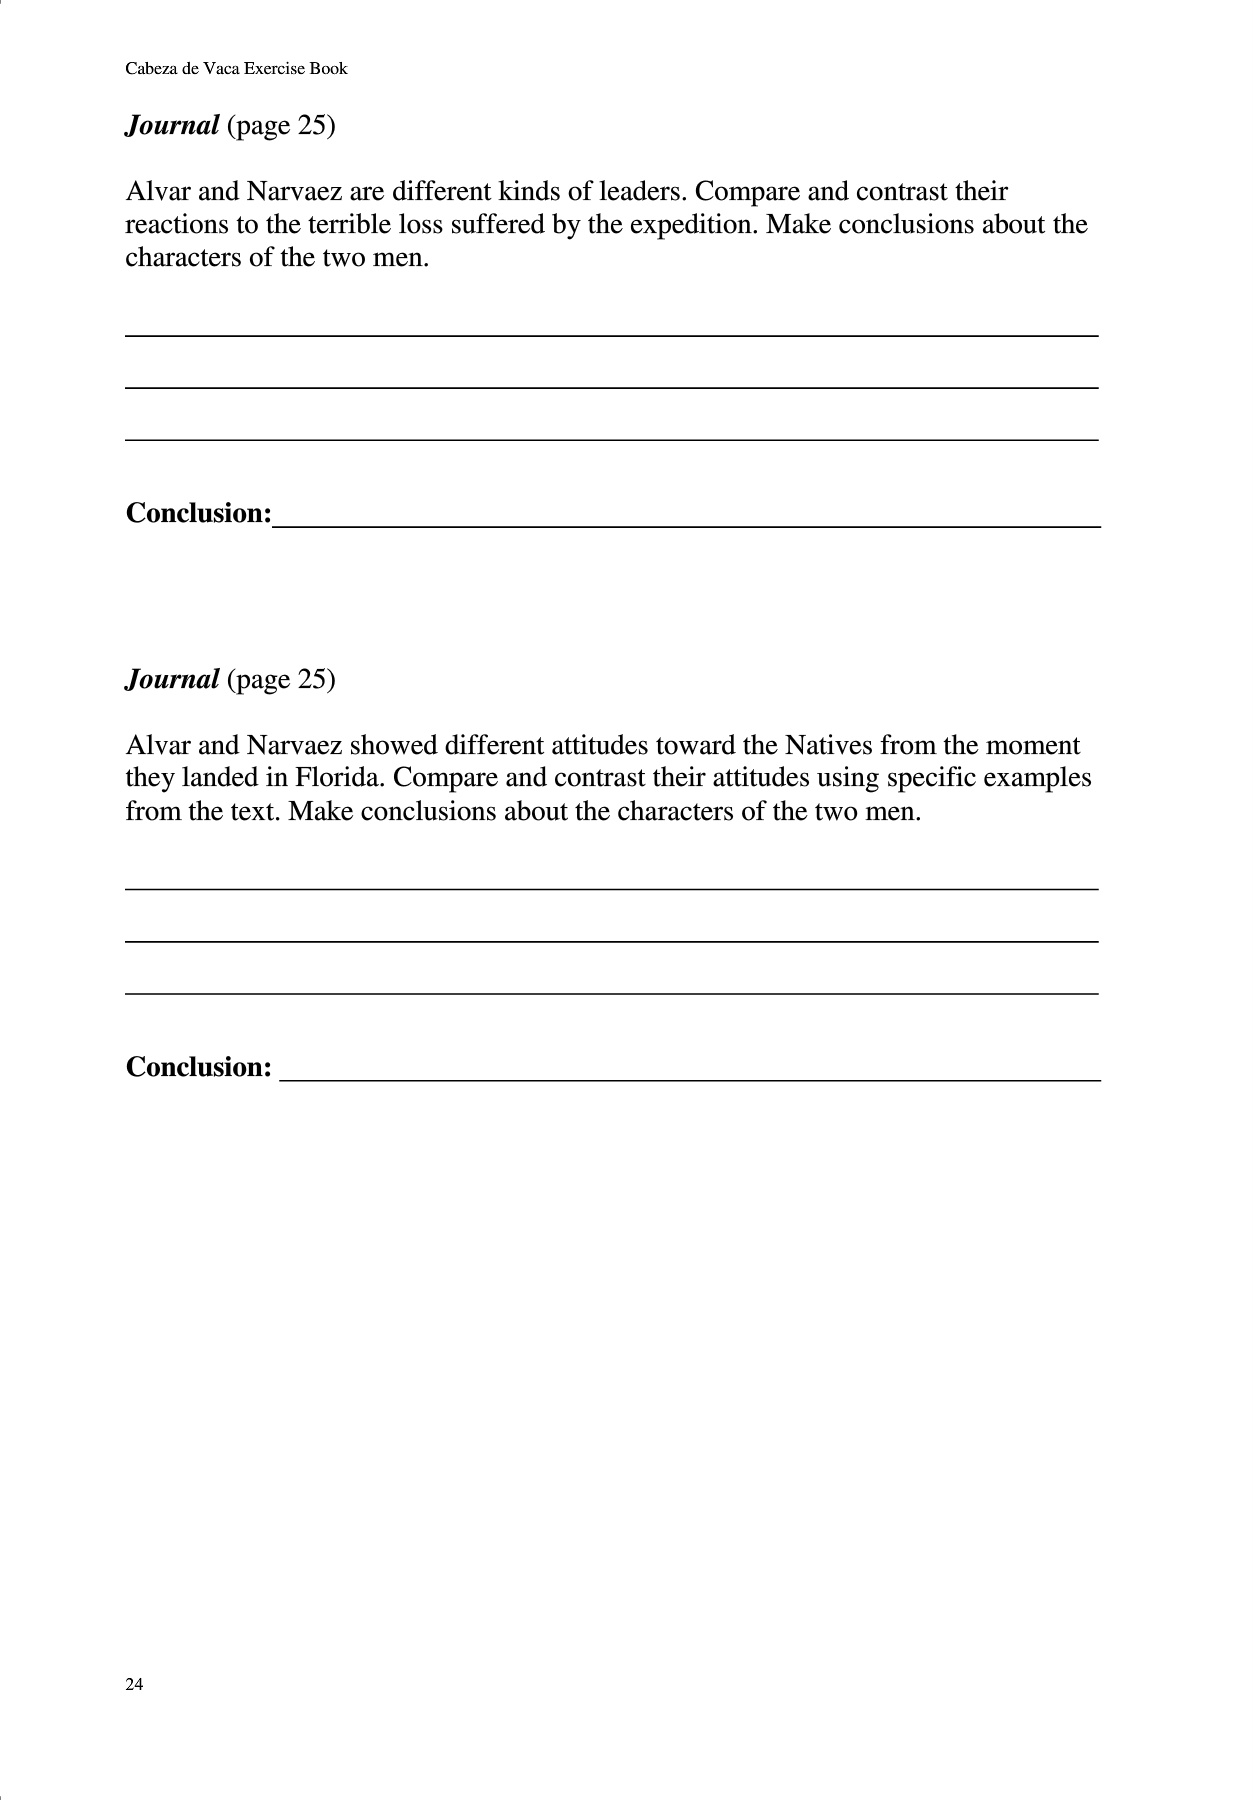 Cabeza de Vaca Exercise Book
Journal (page 25)
Alvar and Narvaez are different kinds of leaders. Compare and contrast their
reactions to the terrible loss suffered by the expedition. Make conclusions about the
characters of the two men.
Conclusion:
Journal (page 25)
Alvar and Narvaez showed different attitudes toward the Natives from the moment
they landed in Florida. Compare and contrast their attitudes using specific examples
from the text. Make conclusions about the characters of the two men.
Conclusion:
24